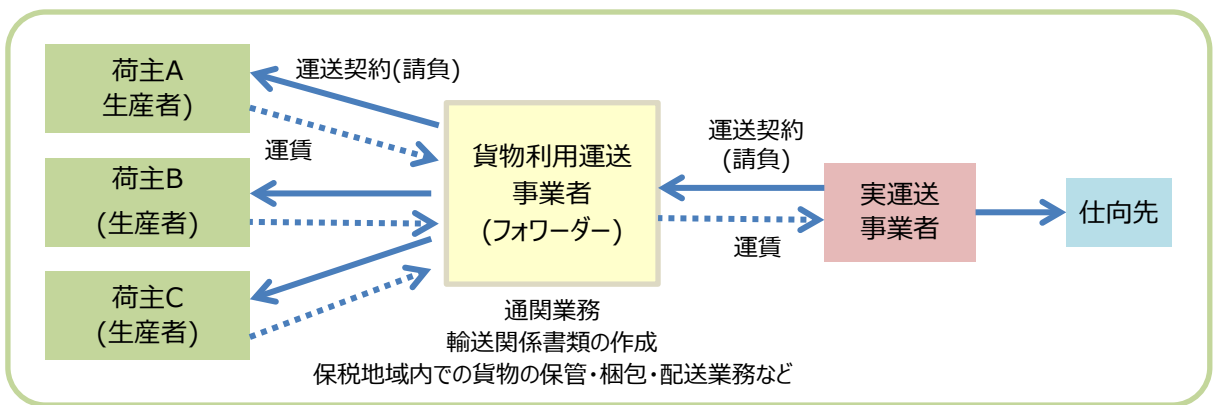 荷主A
生産者)
運送契約(請負)
運賃
荷主B
(生産者)
荷主C
(生産者)
貨物利用運送
事業者
(フォワーダー)
通関業務
輸送関係書類の作成
保税地域内での貨物の保管・梱包・配送業務など
運送契約
(請負)
運賃
実運送
事業者
仕向先